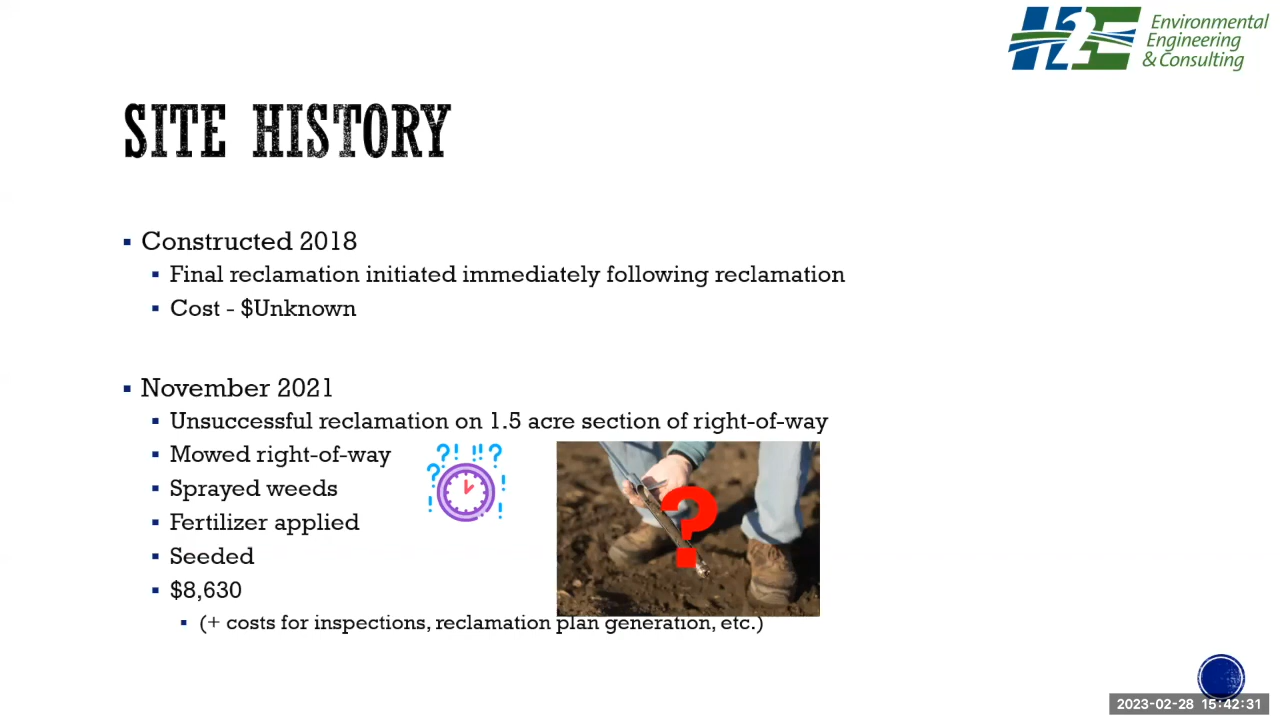 H2E Environmental
Engineering
& Consulting
SITE HISTORY
Constructed 2018
Final reclamation initiated immediately following reclamation
Cost - $Unknown
November 2021
Unsuccessful reclamation on 1.5 acre section of right-of-way
Mowed right-of-way
?! !!?
?
Sprayed weeds
?
Fertilizer applied
Seeded
$8,630
(+ costs for inspections, reclamation plan generation, etc.)
2023-02-28 15:42:31